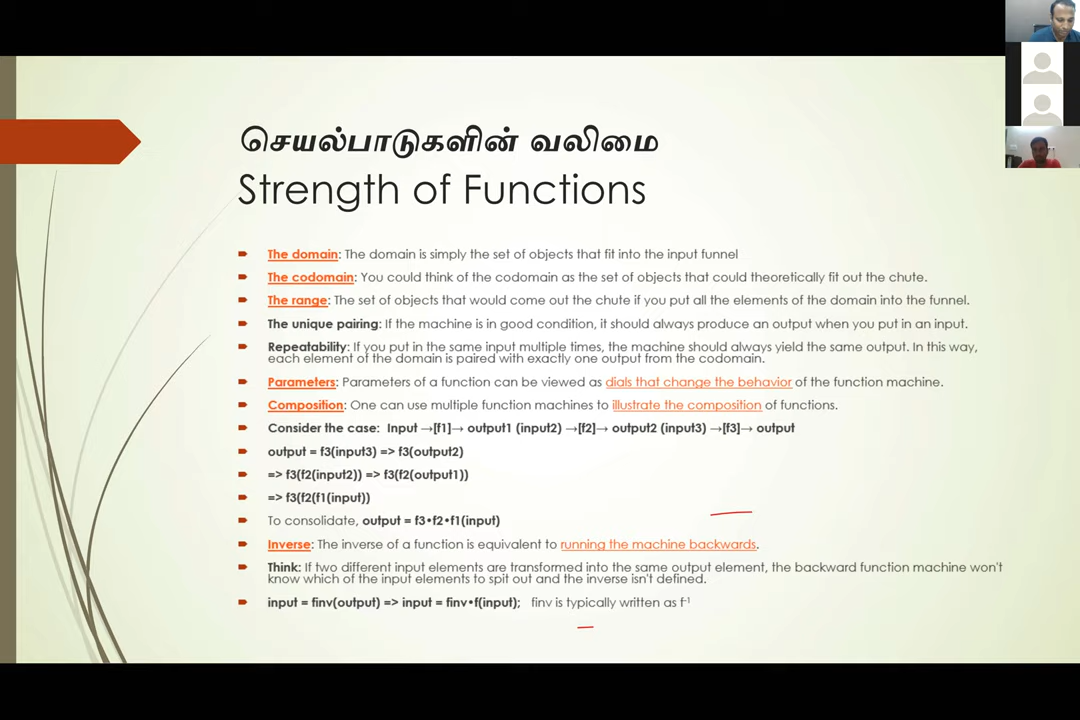 செயல்பாடுகளின் வலிமை
Strength of Functions
The domain: The domain is simply the set of objects that fit into the input funnel
The codomain: You could think of the codomain as the set of objects that could theoretically fit out the chute.
The range: The set of objects that would come out the chute if you put all the elements of the domain into the funnel.
The unique pairing: If the machine is in good condition, it should always produce an output when you put in an input.
Repeatability: If you put in the same input multiple times, the machine should always yield the same output. In this way,
each element of the domain is paired with exactly one output from the codomain.
Parameters: Parameters of a function can be viewed as dials that change the behavior of the function machine.
Composition: One can use multiple function machines to illustrate the composition of functions.
Consider the case: Input →[f1]→ output1 (input2) →[f2]→ output2 (input3) →[f3]→ output
output = f3(input3) => f3(output2)
=> f3(f2(input2)) => f3(f2(output1))
=> f3(f2(f1(input))
To consolidate, output = f3•f2•f1(input)
Inverse: The inverse of a function is equivalent to running the machine backwards.
Think: If two different input elements are transformed into the same output element, the backward function machine won't
know which of the input elements to spit out and the inverse isn't defined.
input = finv(output) => input = finv•f(input); finv is typically written as f⁻¹